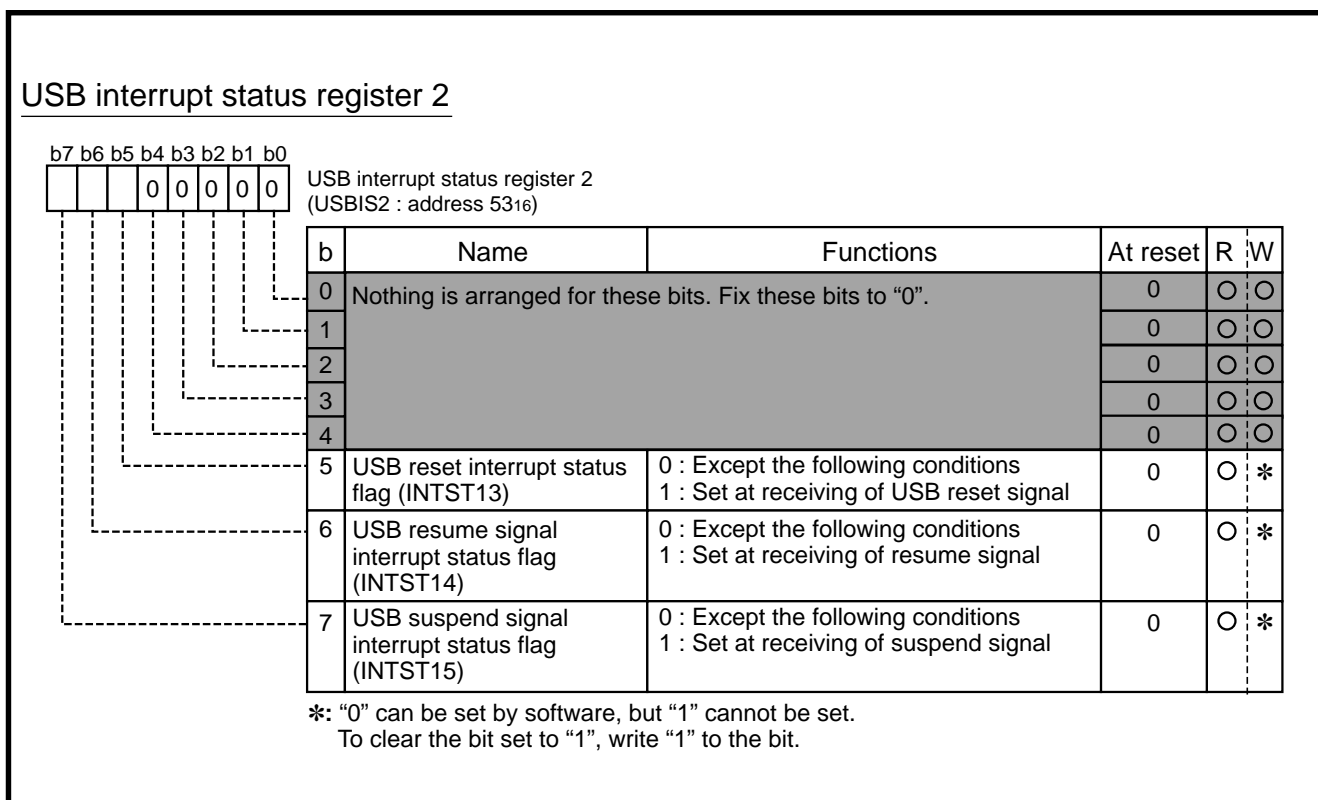 USB interrupt status register 2
b7 b6 b5 b4 b3 b2 b1 b0
0 0 0 0 0
USB interrupt status register 2
(USBIS2 : address 5316)
b Name Functions At reset R W
0 Nothing is arranged for these bits. Fix these bits to “0”. 0 O O
1 0 O O
2 0 O O
3 0 O O
4 0 O O
5 USB reset interrupt status 0 : Except the following conditions 0 O ✻
flag (INTST13) 1 : Set at receiving of USB reset signal
6 USB resume signal 0 : Except the following conditions 0 O ✻
interrupt status flag 1 : Set at receiving of resume signal
(INTST14)
7 USB suspend signal 0 : Except the following conditions 0 O ✻
interrupt status flag 1 : Set at receiving of suspend signal
(INTST15)
✻: “0” can be set by software, but “1” cannot be set.
To clear the bit set to “1”, write “1” to the bit.